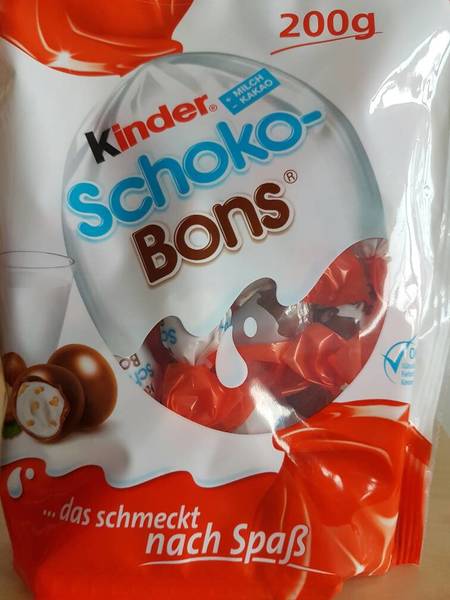 200g
+ MILCH
- KAKAO
Kinder®
Schoko-
Bons®
...das schmeckt
nach Spaß